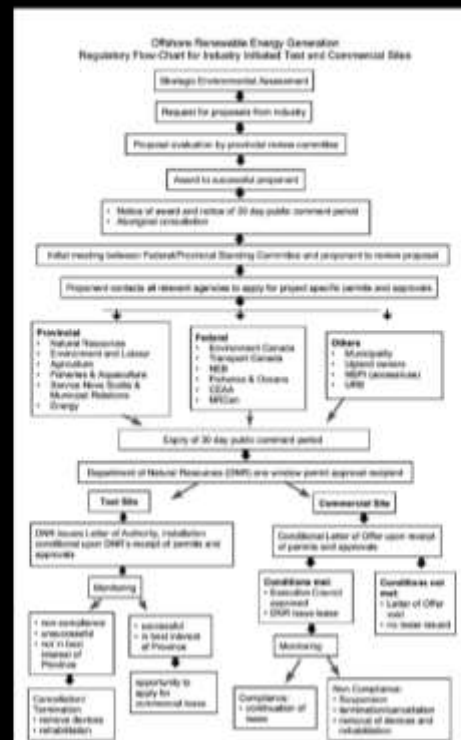 Offshore Renewable Energy Generation
Regulatory Flow-Chart for Industry Initiated Test and Commercial Sites
Strategic Environmental Assessment
Request for proposals from industry
Proposal evaluation by provincial review committee
Award to successful proponent
• Notice of award and notice of 30 day public comment period
• Aboriginal consultation
Initial meeting between Federal/Provincial Standing Committee and proponent to review proposal
Proponent contacts all relevant agencies to apply for project specific permits and approvals
Provincial
• Natural Resources
• Environment and Labour
• Agriculture
• Fisheries & Aquaculture
• Service Nova Scotia &
Municipal Relations
• Energy
Federal
• Environment Canada
• Transport Canada
• NEB
• Fisheries & Oceans
• CEAA
• NRCan
Others
• Municipality
• Upland owners
• NSPI
• URB
Expiry of 30 day public comment period
Department of Natural Resources (DNR) one window permit approval recipient
Test Site
DNR issues Letter of Authority, installation
conditional upon DNR's receipt of permits and
approvals
Monitoring
• non compliance
• unsuccessful
• not in best
interest of
Province
• successful
• in best interest
of Province
Cancellation/
Termination
• remove devices
• rehabilitation
opportunity to
apply for
commercial lease
Commercial Site
Conditional Letter of Offer upon receipt
of permits and approvals
Conditions met:
• Executive Council
approval
• DNR issue lease
Conditions not
met:
• Letter of Offer
void
• no lease issued
Monitoring
Compliance:
• continuation of
lease
Non Compliance:
• Suspension
• termination/cancellation
• removal of devices and
rehabilitation